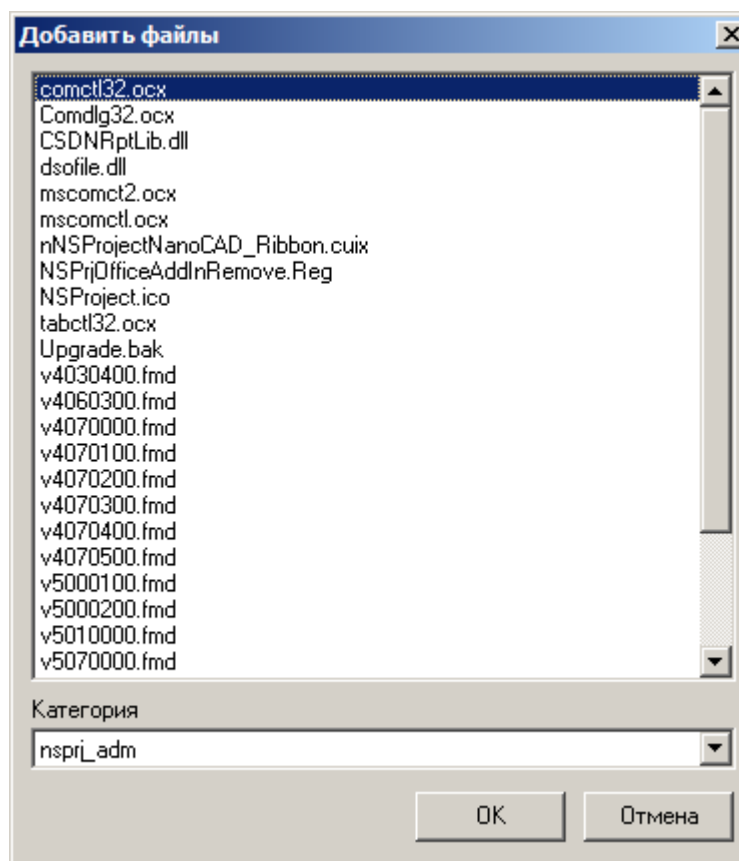 Добавить файлы
comctl32.ocx
Comdlg32.ocx
CSDNRptLib.dll
dsofile.dll
mscomct2.ocx
mscomctl.ocx
nNSProjectNanoCAD_Ribbon.cuix
NSPrjOfficeAddInRemove.Reg
NSProject.ico
tabctl32.ocx
Upgrade.bak
v4030400.fmd
v4060300.fmd
v4070000.fmd
v4070100.fmd
v4070200.fmd
v4070300.fmd
v4070400.fmd
v4070500.fmd
v5000100.fmd
v5000200.fmd
v5010000.fmd
v5070000.fmd
Категория
nsprj_adm
OK Отмена